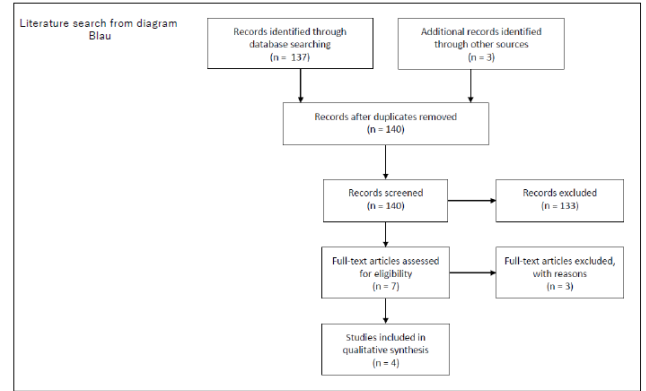 Literature search from diagram
Blau
Records identified through
database searching
(n = 137)
Additional records identified
through other sources
(n = 3)
Records after duplicates removed
(n = 140)
Records screened
(n = 140)
Records excluded
(n = 133)
Full-text articles assessed
for eligibility
(n = 7)
Full-text articles excluded,
with reasons
(n = 3)
Studies included in
qualitative synthesis
(n = 4)